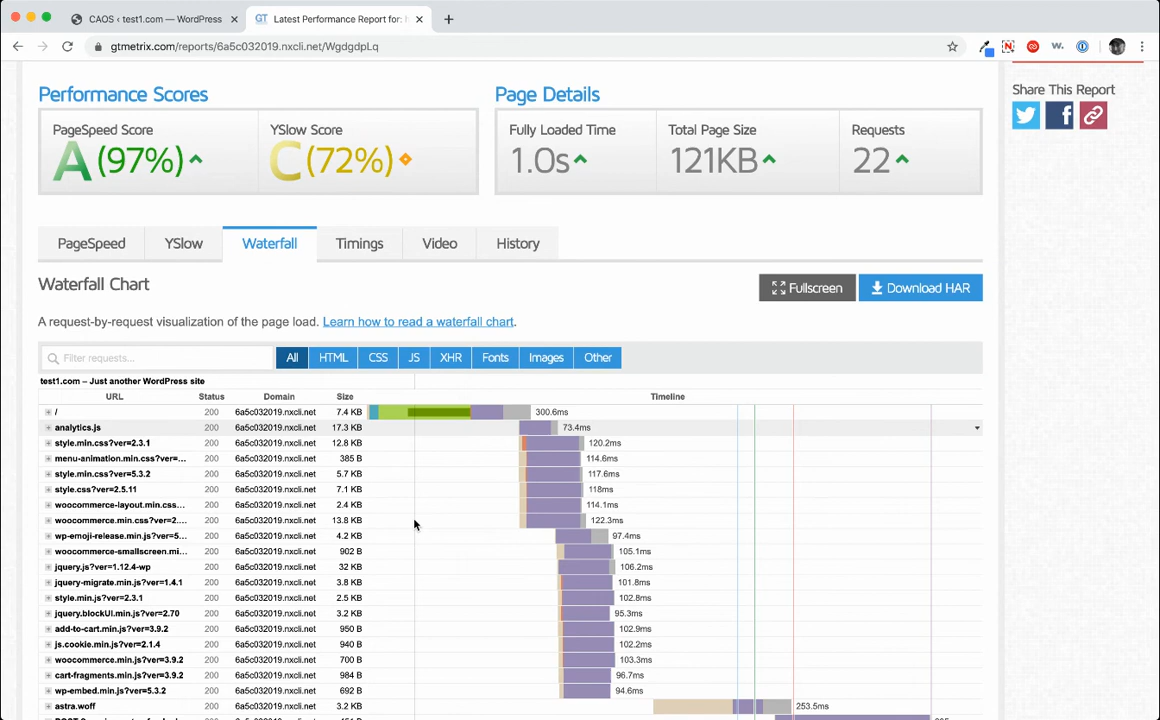 CAOS ‹ test1.com — WordPress
GT Latest Performance Report for:
gtmetrix.com/reports/6a5c032019.nxcli.net/WgdgdpLq
Performance Scores
Page Details
Share This Report
PageSpeed Score
YSlow Score
Fully Loaded Time
Total Page Size
Requests
A (97%)
C (72%)
1.0s
121KB
22
PageSpeed
YSlow
Waterfall
Timings
Video
History
Waterfall Chart
Fullscreen
Download HAR
A request-by-request visualization of the page load. Learn how to read a waterfall chart.
Filter requests...
All
HTML
CSS
JS
XHR
Fonts
Images
Other
test1.com – Just another WordPress site
URL Status Domain Size Timeline
/ 200 6a5c032019.nxcli.net 7.4 KB 300.6ms
analytics.js 200 6a5c032019.nxcli.net 17.3 KB 73.4ms
style.min.css?ver=2.3.1 200 6a5c032019.nxcli.net 12.8 KB 120.2ms
menu-animation.min.css?ver=... 200 6a5c032019.nxcli.net 385 B 114.6ms
style.min.css?ver=5.3.2 200 6a5c032019.nxcli.net 5.7 KB 117.6ms
style.css?ver=2.5.11 200 6a5c032019.nxcli.net 7.1 KB 118ms
woocommerce-layout.min.css... 200 6a5c032019.nxcli.net 2.4 KB 114.1ms
woocommerce.min.css?ver=2.... 200 6a5c032019.nxcli.net 13.8 KB 122.3ms
wp-emoji-release.min.js?ver=5... 200 6a5c032019.nxcli.net 4.2 KB 97.4ms
woocommerce-smallscreen.mi... 200 6a5c032019.nxcli.net 902 B 105.1ms
jquery.js?ver=1.12.4-wp 200 6a5c032019.nxcli.net 32 KB 106.2ms
jquery-migrate.min.js?ver=1.4.1 200 6a5c032019.nxcli.net 3.8 KB 101.8ms
style.min.js?ver=2.3.1 200 6a5c032019.nxcli.net 2.5 KB 102.8ms
jquery.blockUI.min.js?ver=2.70 200 6a5c032019.nxcli.net 3.2 KB 95.3ms
add-to-cart.min.js?ver=3.9.2 200 6a5c032019.nxcli.net 950 B 102.9ms
js.cookie.min.js?ver=2.1.4 200 6a5c032019.nxcli.net 940 B 102.2ms
woocommerce.min.js?ver=3.9.2 200 6a5c032019.nxcli.net 700 B 103.3ms
cart-fragments.min.js?ver=3.9.2 200 6a5c032019.nxcli.net 984 B 96.7ms
wp-embed.min.js?ver=5.3.2 200 6a5c032019.nxcli.net 692 B 94.6ms
astra.woff 200 6a5c032019.nxcli.net 3.2 KB 253.5ms